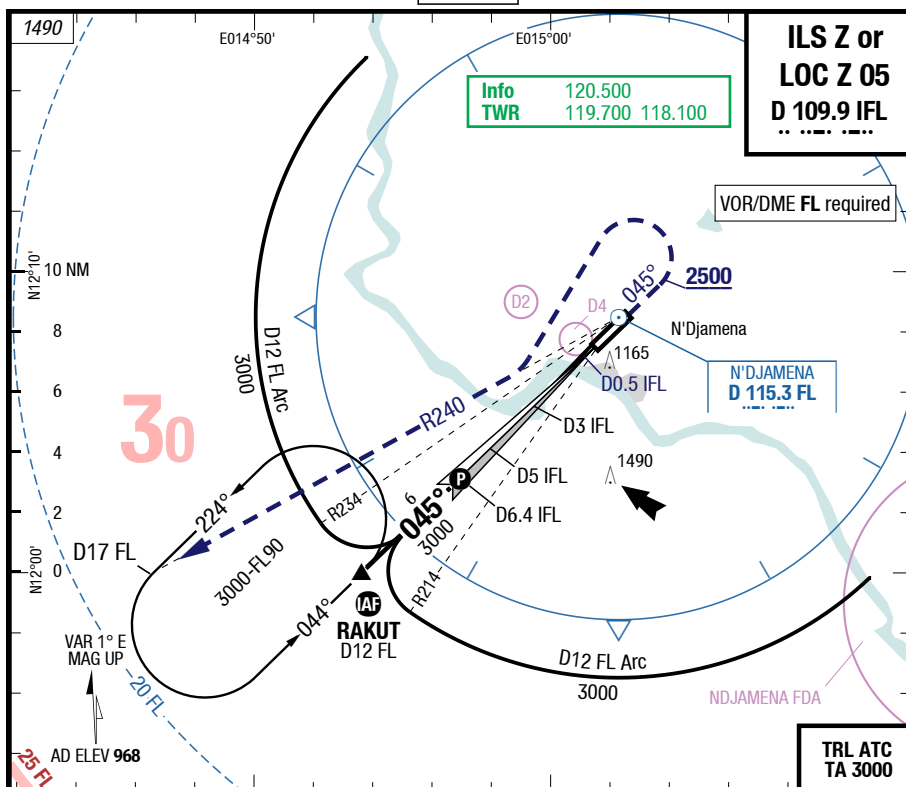 1490
E014°50'
E015°00'
ILS Z or
LOC Z 05
D 109.9 IFL
Info 120.500
TWR 119.700 118.100
VOR/DME FL required
N12°10'
10 NM
8
6
4
2
0
N12°00'
D2
D4
045°
2500
N'Djamena
1165
N'DJAMENA
D 115.3 FL
D0.5 IFL
D3 IFL
D5 IFL
D6.4 IFL
1490
D12 FL Arc
3000
30
R240
R234
R214
P
6
045°
3000
224°
D17 FL
3000-FL90
044°
IAF
RAKUT
D12 FL
D12 FL Arc
3000
NDJAMENA FDA
VAR 1° E
MAG UP
20 FL
25 FL
AD ELEV 968
TRL ATC
TA 3000